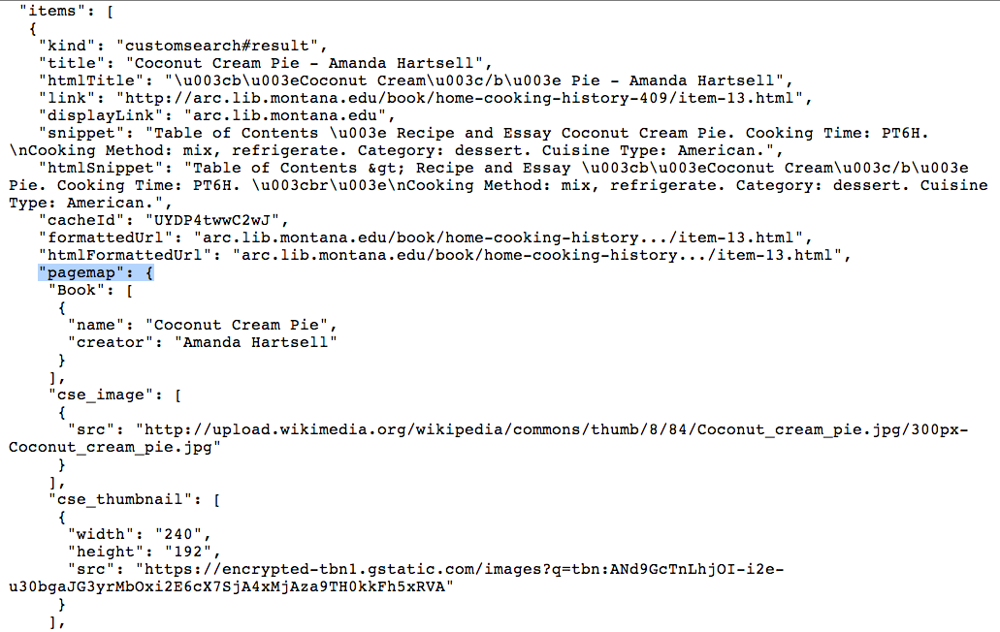 "items": [
{
"kind": "customsearch#result",
"title": "Coconut Cream Pie - Amanda Hartsell",
"htmlTitle": "\u003cb\u003eCoconut Cream\u003c/b\u003e Pie - Amanda Hartsell",
"link": "http://arc.lib.montana.edu/book/home-cooking-history-409/item-13.html",
"displayLink": "arc.lib.montana.edu",
"snippet": "Table of Contents \u003e Recipe and Essay Coconut Cream Pie. Cooking Time: PT6H.
\nCooking Method: mix, refrigerate. Category: dessert. Cuisine Type: American.",
"htmlSnippet": "Table of Contents &gt; Recipe and Essay \u003cb\u003eCoconut Cream\u003c/b\u003e
Pie. Cooking Time: PT6H. \u003cbr\u003e\nCooking Method: mix, refrigerate. Category: dessert. Cuisine
Type: American.",
"cacheId": "UYDP4twwC2wJ",
"formattedUrl": "arc.lib.montana.edu/book/home-cooking-history.../item-13.html",
"htmlFormattedUrl": "arc.lib.montana.edu/book/home-cooking-history.../item-13.html",
"pagemap": {
"Book": [
{
"name": "Coconut Cream Pie",
"creator": "Amanda Hartsell"
}
],
"cse_image": [
{
"src": "http://upload.wikimedia.org/wikipedia/commons/thumb/8/84/Coconut_cream_pie.jpg/300px-
Coconut_cream_pie.jpg"
}
],
"cse_thumbnail": [
{
"width": "240",
"height": "192",
"src": "https://encrypted-tbn1.gstatic.com/images?q=tbn:ANd9GcTnLhjOI-i2e-
u30bgaJG3yrMbOxi2E6cX7SjA4xMjAza9TH0kkFh5xRVA"
}
],